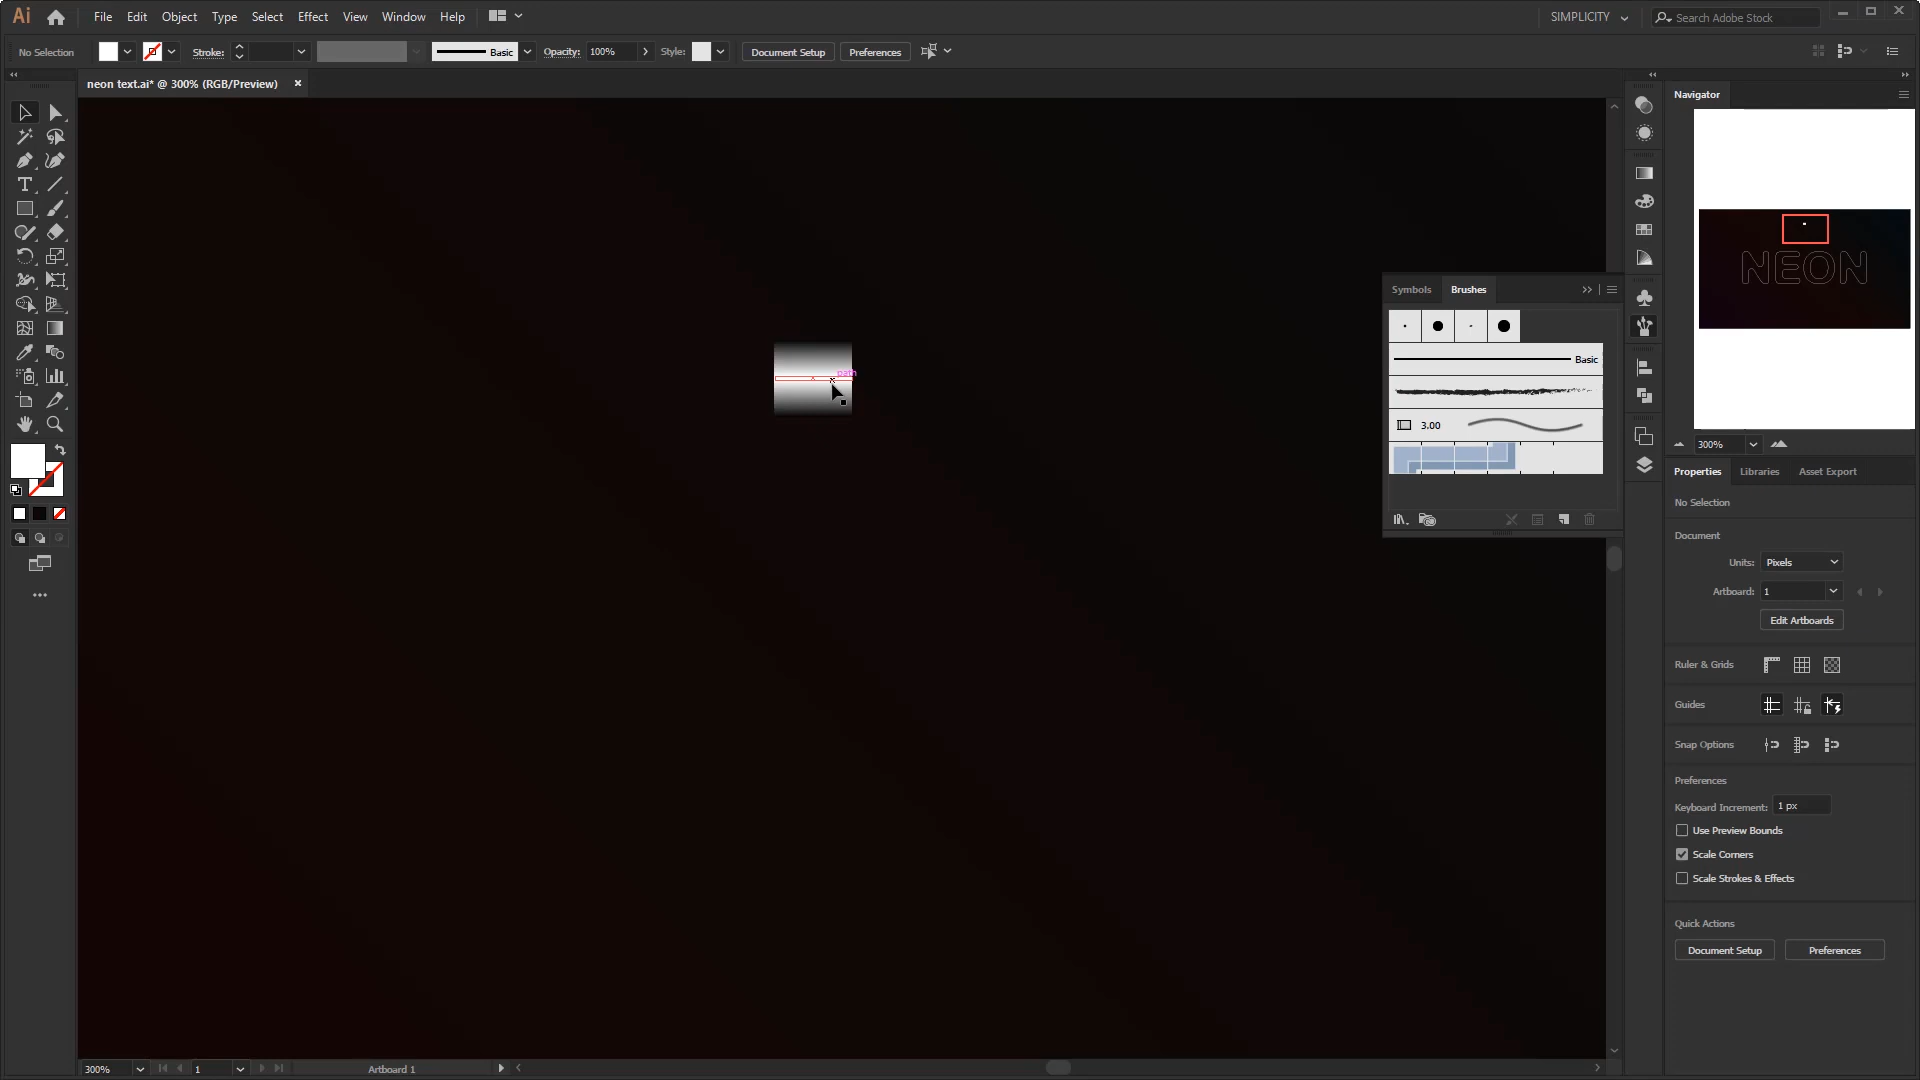 Ai File Edit Object Type Select Effect View Window Help SIMPLICITY Search Adobe Stock
No Selection Stroke: Basic Opacity: 100% Style: Document Setup Preferences
neon text.ai* @ 300% (RGB/Preview)
Navigator
NEON
path
Symbols Brushes
Basic
3.00
300%
Properties Libraries Asset Export
No Selection
Document
Units: Pixels
Artboard: 1
Edit Artboards
Ruler & Grids
Guides
Snap Options
Preferences
Keyboard Increment: 1 px
Use Preview Bounds
Scale Corners
Scale Strokes & Effects
Quick Actions
Document Setup Preferences
300% 1 Artboard 1